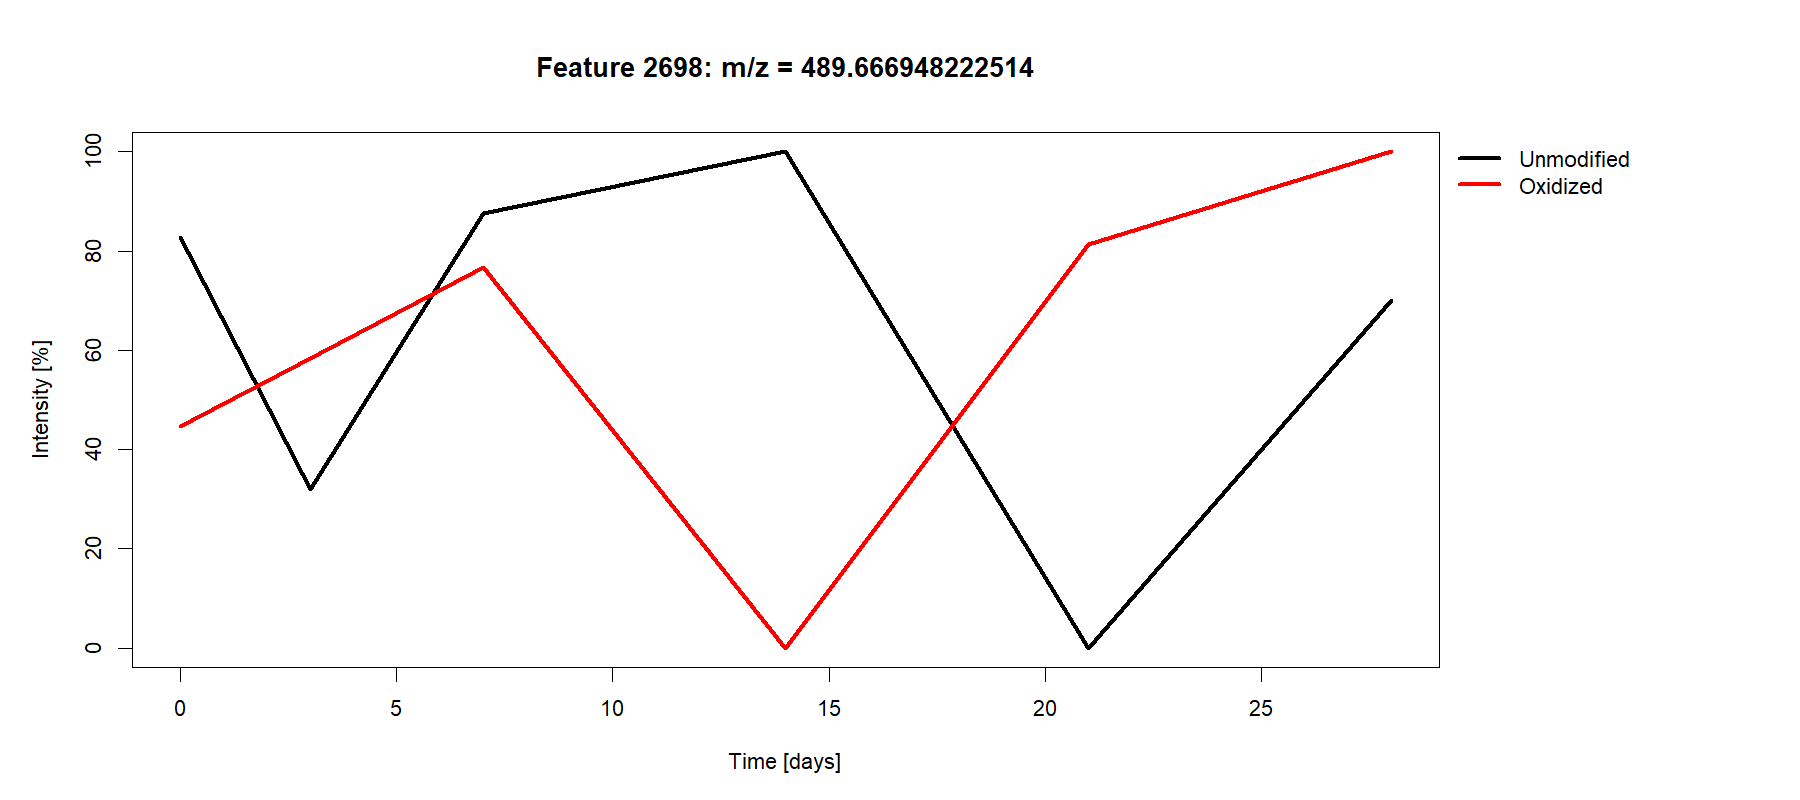 Feature 2698: m/z = 489.666948222514
Unmodified
Oxidized
Intensity [%]
100
80
60
40
20
0
0 5 10 15 20 25
Time [days]